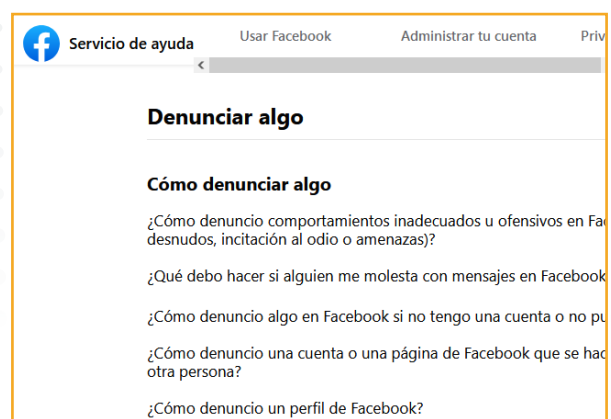 Servicio de ayuda
Usar Facebook Administrar tu cuenta
Denunciar algo
Cómo denunciar algo
¿Cómo denuncio comportamientos inadecuados u ofensivos en
desnudos, incitación al odio o amenazas)?
¿Qué debo hacer si alguien me molesta con mensajes en Facebook
¿Cómo denuncio algo en Facebook si no tengo una cuenta o no
¿Cómo denuncio una cuenta o una página de Facebook que se
otra persona?
¿Cómo denuncio un perfil de Facebook?